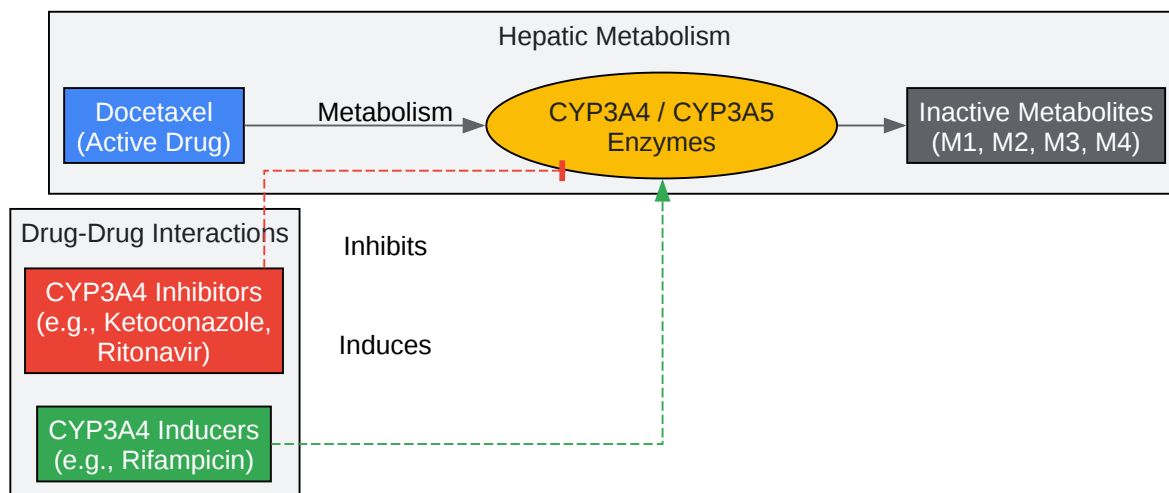 Hepatic Metabolism
Docetaxel
(Active Drug)
Metabolism
CYP3A4 / CYP3A5
Enzymes
Inactive Metabolites
(M1, M2, M3, M4)
Drug-Drug Interactions
Inhibits
CYP3A4 Inhibitors
(e.g., Ketoconazole,
Ritonavir)
Induces
CYP3A4 Inducers
(e.g., Rifampicin)